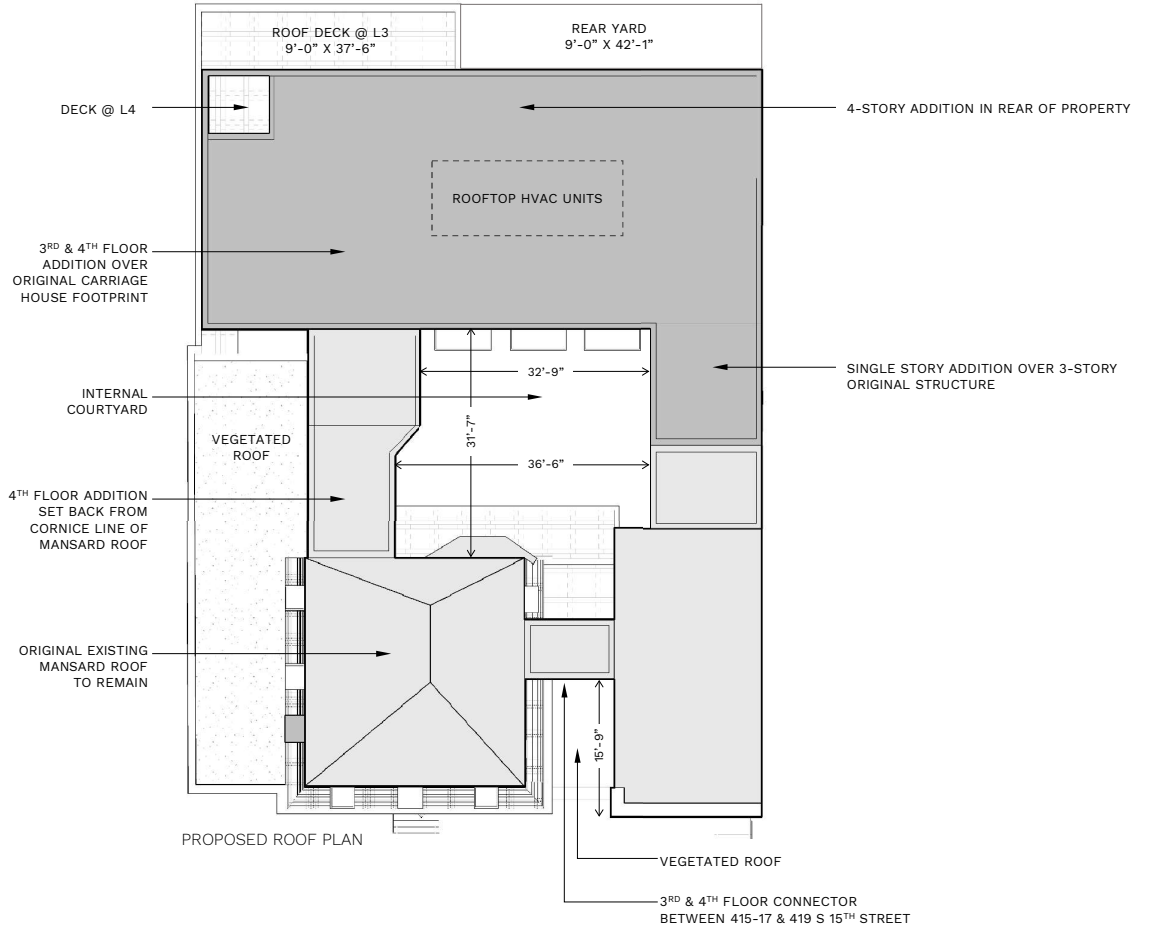 ROOF DECK @ L3
9’-0” X 37’-6”
REAR YARD
9’-0” X 42’-1”
DECK @ L4
4-STORY ADDITION IN REAR OF PROPERTY
ROOFTOP HVAC UNITS
3RD & 4TH FLOOR
ADDITION OVER
ORIGINAL CARRIAGE
HOUSE FOOTPRINT
32’-9”
SINGLE STORY ADDITION OVER 3-STORY
ORIGINAL STRUCTURE
INTERNAL
COURTYARD
31’-7”
VEGETATED
ROOF
36’-6”
4TH FLOOR ADDITION
SET BACK FROM
CORNICE LINE OF
MANSARD ROOF
ORIGINAL EXISTING
MANSARD ROOF
TO REMAIN
15’-9”
PROPOSED ROOF PLAN
VEGETATED ROOF
3RD & 4TH FLOOR CONNECTOR
BETWEEN 415-17 & 419 S 15TH STREET